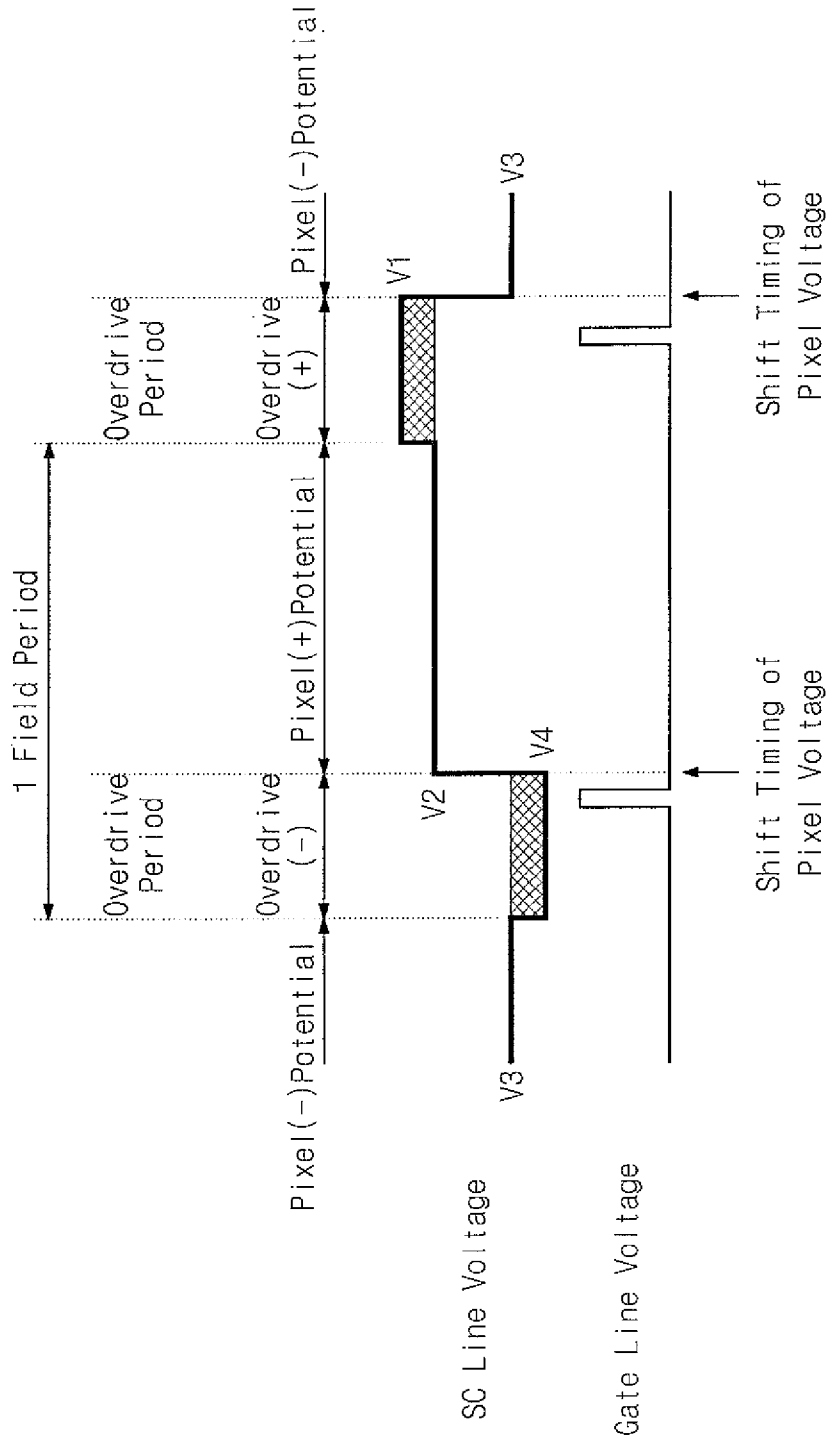 1 Field Period
Overdrive
Period
Overdrive
Period
Pixel(-)Potential
Overdrive
(-)
Pixel(+)Potential
Overdrive
(+)
Pixel(-)Potential
SC Line Voltage
V3
V2
V4
V1
V3
Gate Line Voltage
Shift Timing of
Pixel Voltage
Shift Timing of
Pixel Voltage